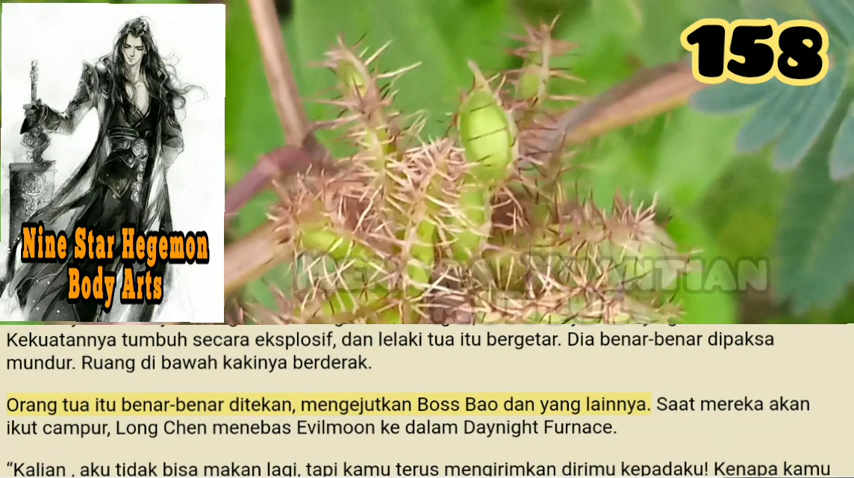 158
Nine Star Hegemon
Body Arts
Kekuatannya tumbuh secara eksplosif, dan lelaki tua itu bergetar. Dia benar-benar dipaksa
mundur. Ruang di bawah kakinya berderak.
Orang tua itu benar-benar ditekan, mengejutkan Boss Bao dan yang lainnya. Saat mereka akan
ikut campur, Long Chen menebas Evilmoon ke dalam Daynight Furnace.
“Kalian , aku tidak bisa makan lagi, tapi kamu terus mengirimkan dirimu kepadaku! Kenapa kamu